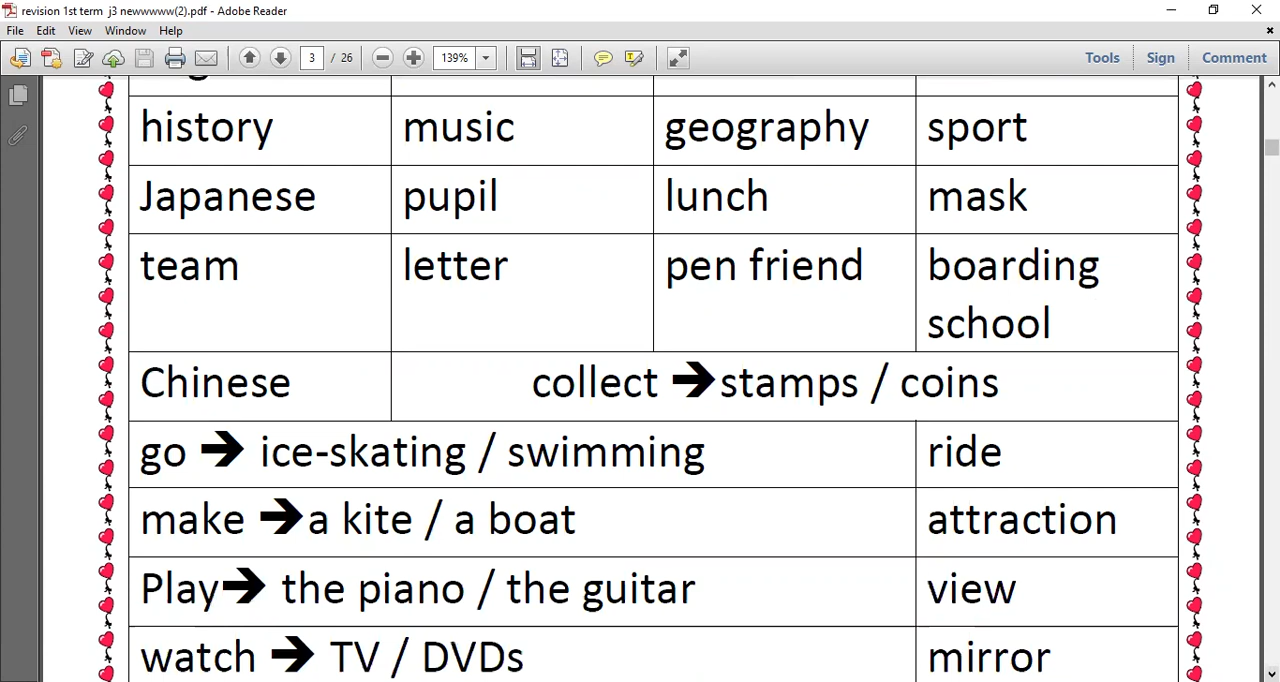 revision 1st term j3 newwwww(2).pdf - Adobe Reader
File Edit View Window Help
3 / 26 139% Tools Sign Comment
history music geography sport
Japanese pupil lunch mask
team letter pen friend boarding
school
Chinese collect ➔stamps / coins
go ➔ ice-skating / swimming ride
make ➔a kite / a boat attraction
Play➔ the piano / the guitar view
watch ➔ TV / DVDs mirror